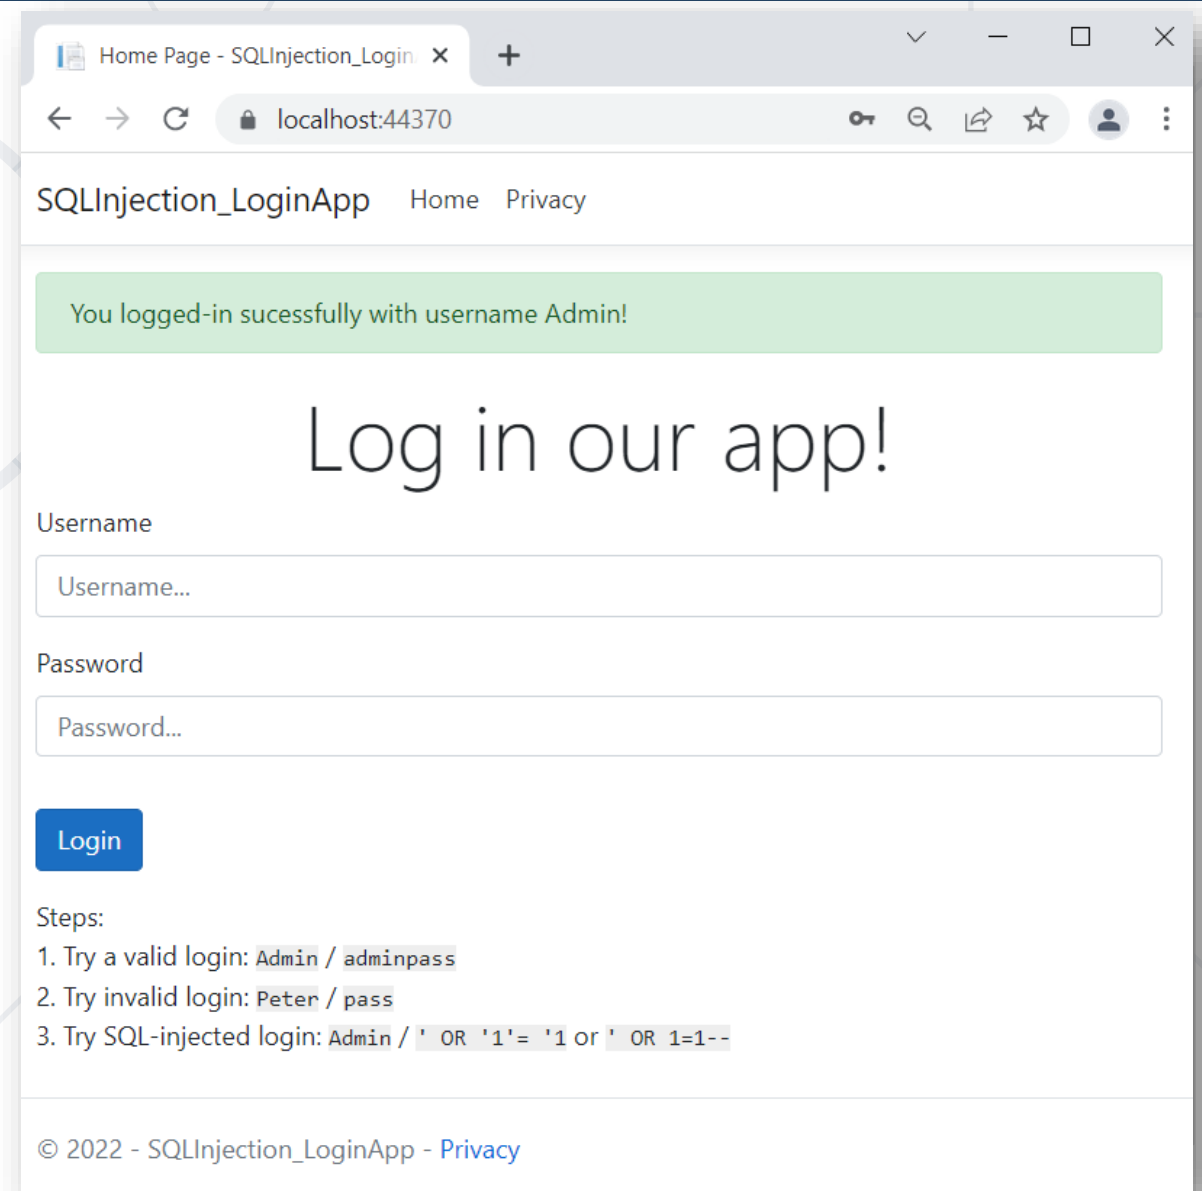 Home Page - SQLInjection_Login
localhost:44370
SQLInjection_LoginApp Home Privacy
You logged-in sucessfully with username Admin!
Log in our app!
Username
Username...
Password
Password...
Login
Steps:
1. Try a valid login: Admin / adminpass
2. Try invalid login: Peter / pass
3. Try SQL-injected login: Admin / ' OR '1'= '1 or ' OR 1=1--
© 2022 - SQLInjection_LoginApp - Privacy